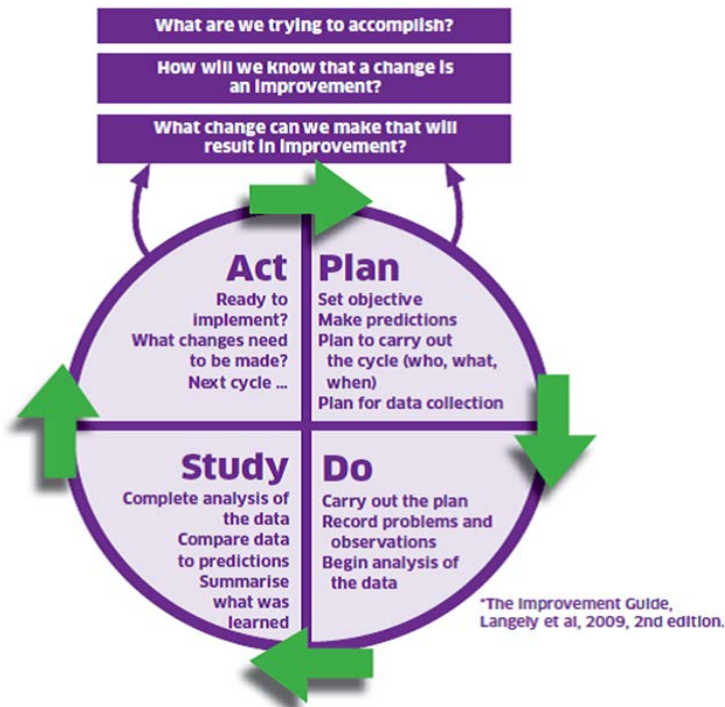 What are we trying to accomplish?
How will we know that a change is
an improvement?
What change can we make that will
result in improvement?
Act
Ready to
implement?
What changes need
to be made?
Next cycle ...
Plan
Set objective
Make predictions
Plan to carry out
the cycle (who, what,
when)
Plan for data collection
Study
Complete analysis of
the data
Compare data
to predictions
Summarise
what was
learned
Do
Carry out the plan
Record problems and
observations
Begin analysis of
the data
*The Improvement Guide,
Langely et al, 2009, 2nd edition.